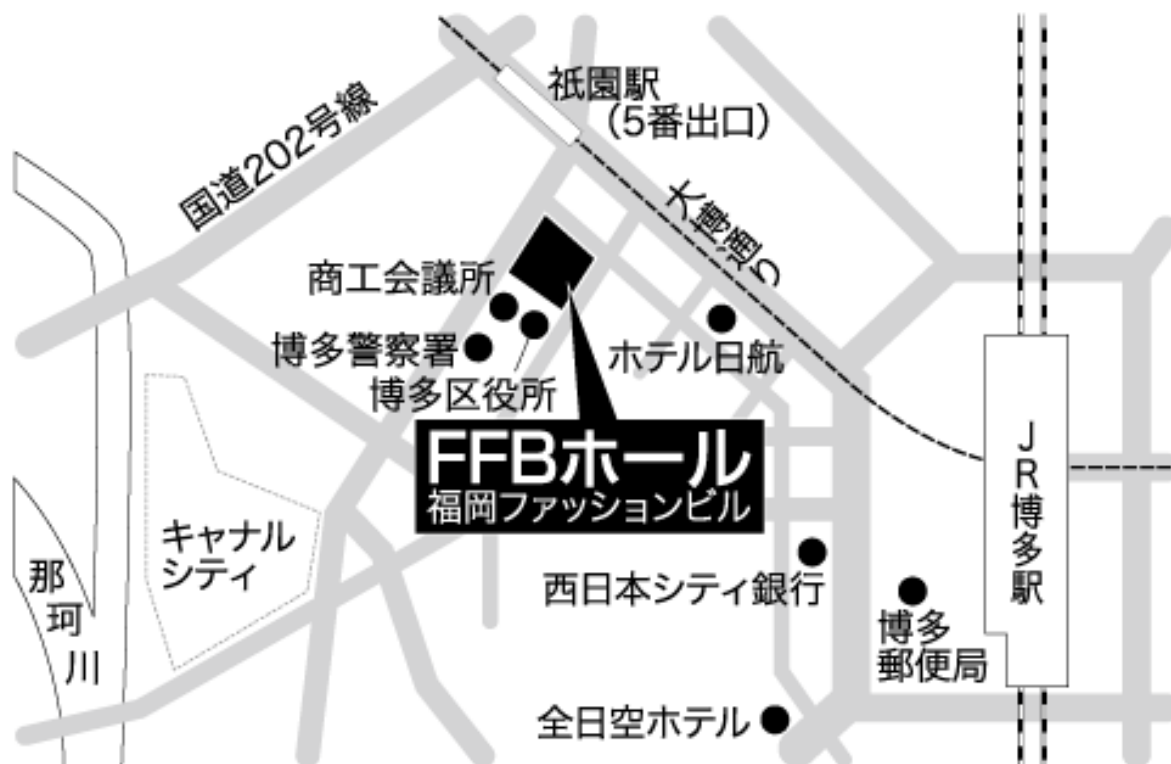 祇園駅
（5番出口）
国道202号線
大博通り
商工会議所
博多警察署
博多区役所
ホテル日航
FFBホール
福岡ファッションビル
JR博多駅
キャナル
シティ
那珂川
西日本シティ銀行
博多
郵便局
全日空ホテル